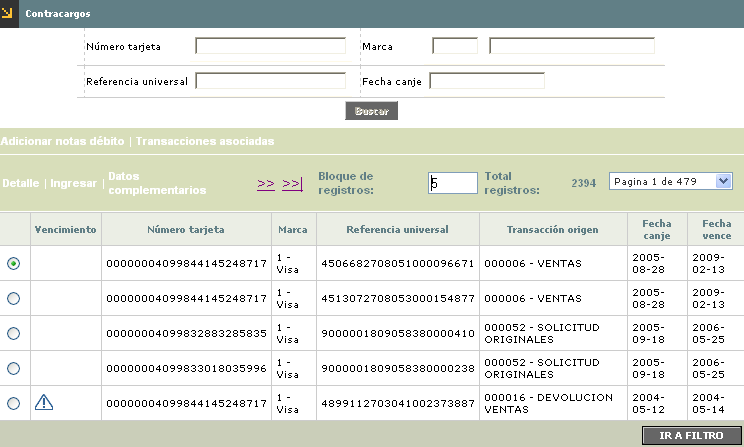 Contracargos
Número tarjeta Marca
Referencia universal Fecha canje
Buscar
Adicionar notas débito | Transacciones asociadas
Detalle | Ingresar | Datos complementarios >> >>| Bloque de registros: 5 Total registros: 2394 Pagina 1 de 479
Vencimiento Número tarjeta Marca Referencia universal Transacción origen Fecha canje Fecha vence
00000004099844145248717 1 - Visa 4506682708051000096671 000006 - VENTAS 2005-08-28 2009-02-13
00000004099844145248717 1 - Visa 4513072708053000154877 000006 - VENTAS 2005-08-28 2009-02-13
00000004099832883285835 1 - Visa 9000001809058380000410 000052 - SOLICITUD ORIGINALES 2005-09-18 2006-05-25
00000004099833018035996 1 - Visa 9000001809058380000238 000052 - SOLICITUD ORIGINALES 2005-09-18 2006-05-25
00000004099844145248717 1 - Visa 4899112703041002373887 000016 - DEVOLUCION VENTAS 2004-05-12 2004-05-14
IR A FILTRO